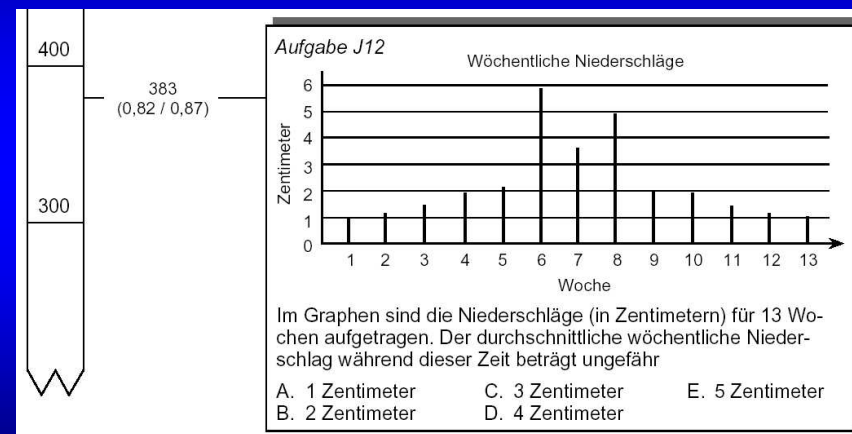 400
383
(0,82 / 0,87)
300
Aufgabe J12
Wöchentliche Niederschläge
Zentimeter
6
5
4
3
2
1
0
1 2 3 4 5 6 7 8 9 10 11 12 13
Woche
Im Graphen sind die Niederschläge (in Zentimetern) für 13 Wo-
chen aufgetragen. Der durchschnittliche wöchentliche Nieder-
schlag während dieser Zeit beträgt ungefähr
A. 1 Zentimeter C. 3 Zentimeter E. 5 Zentimeter
B. 2 Zentimeter D. 4 Zentimeter